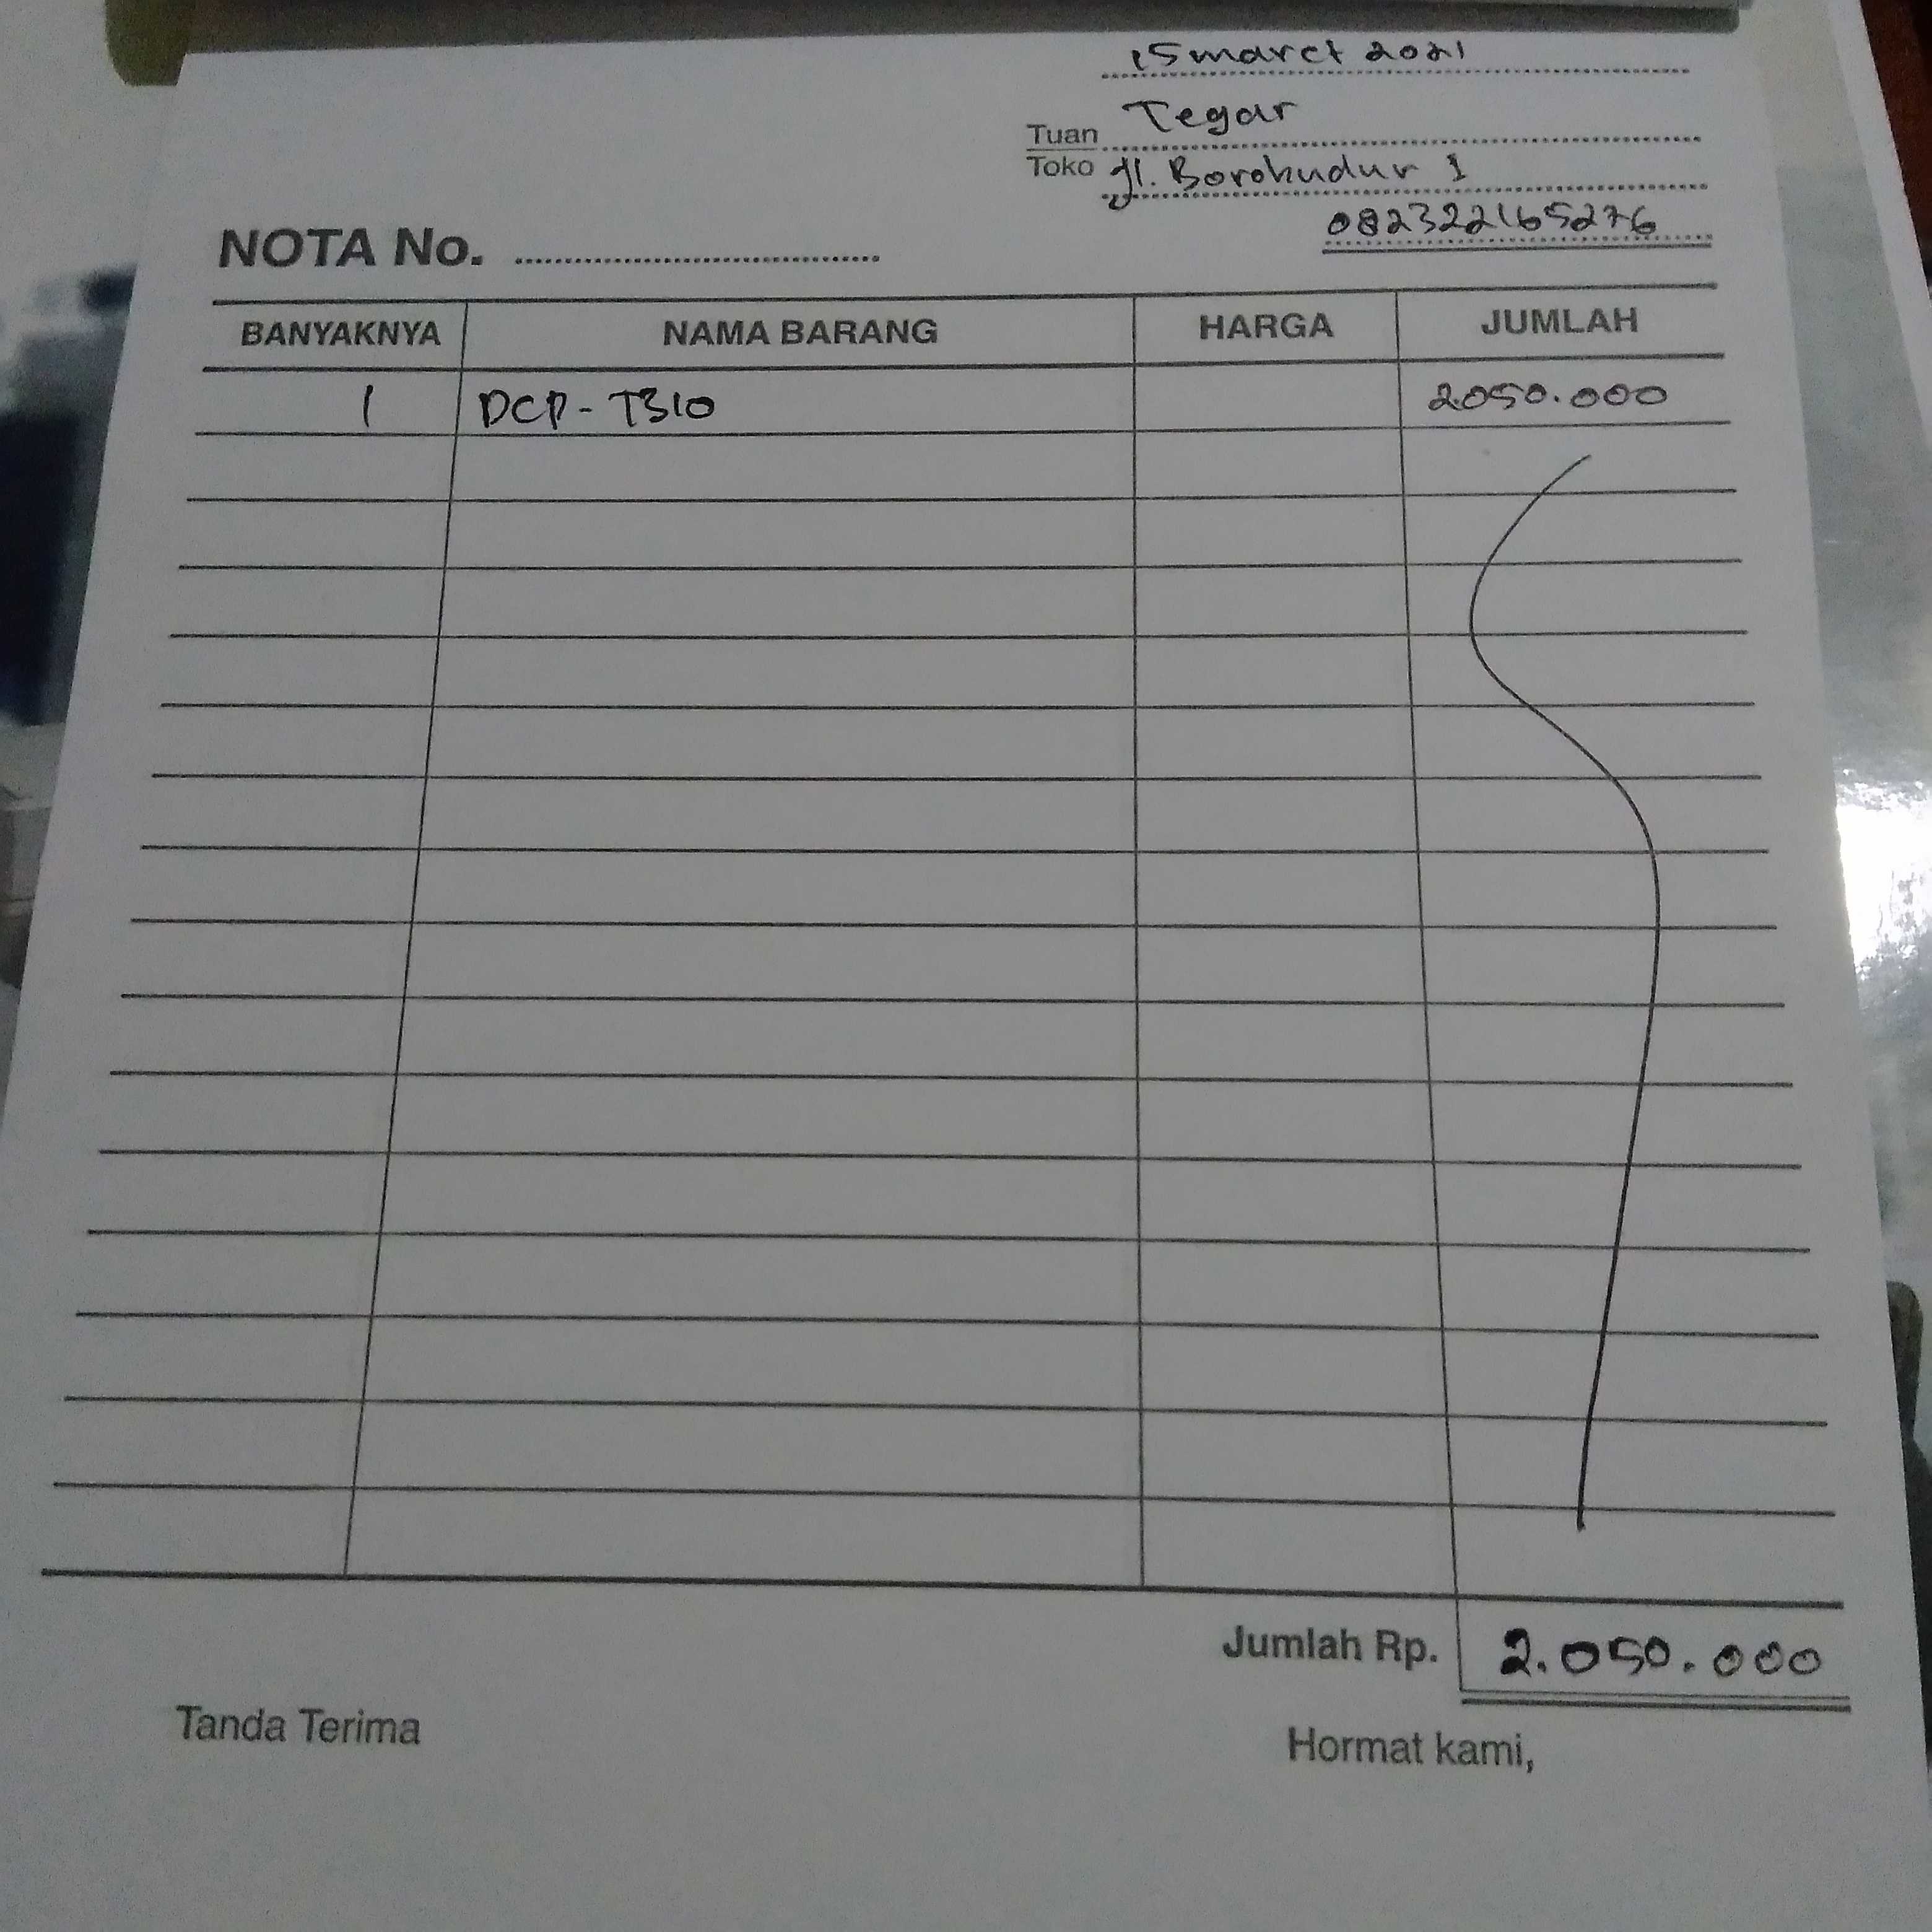 15 maret 2021
Tuan Tegar
Toko Jl. Borobudur 1
082322165276
NOTA No. ........................................
BANYAKNYA NAMA BARANG HARGA JUMLAH
1 DCP-T310 2.050.000
Jumlah Rp. 2.050.000
Tanda Terima Hormat kami,